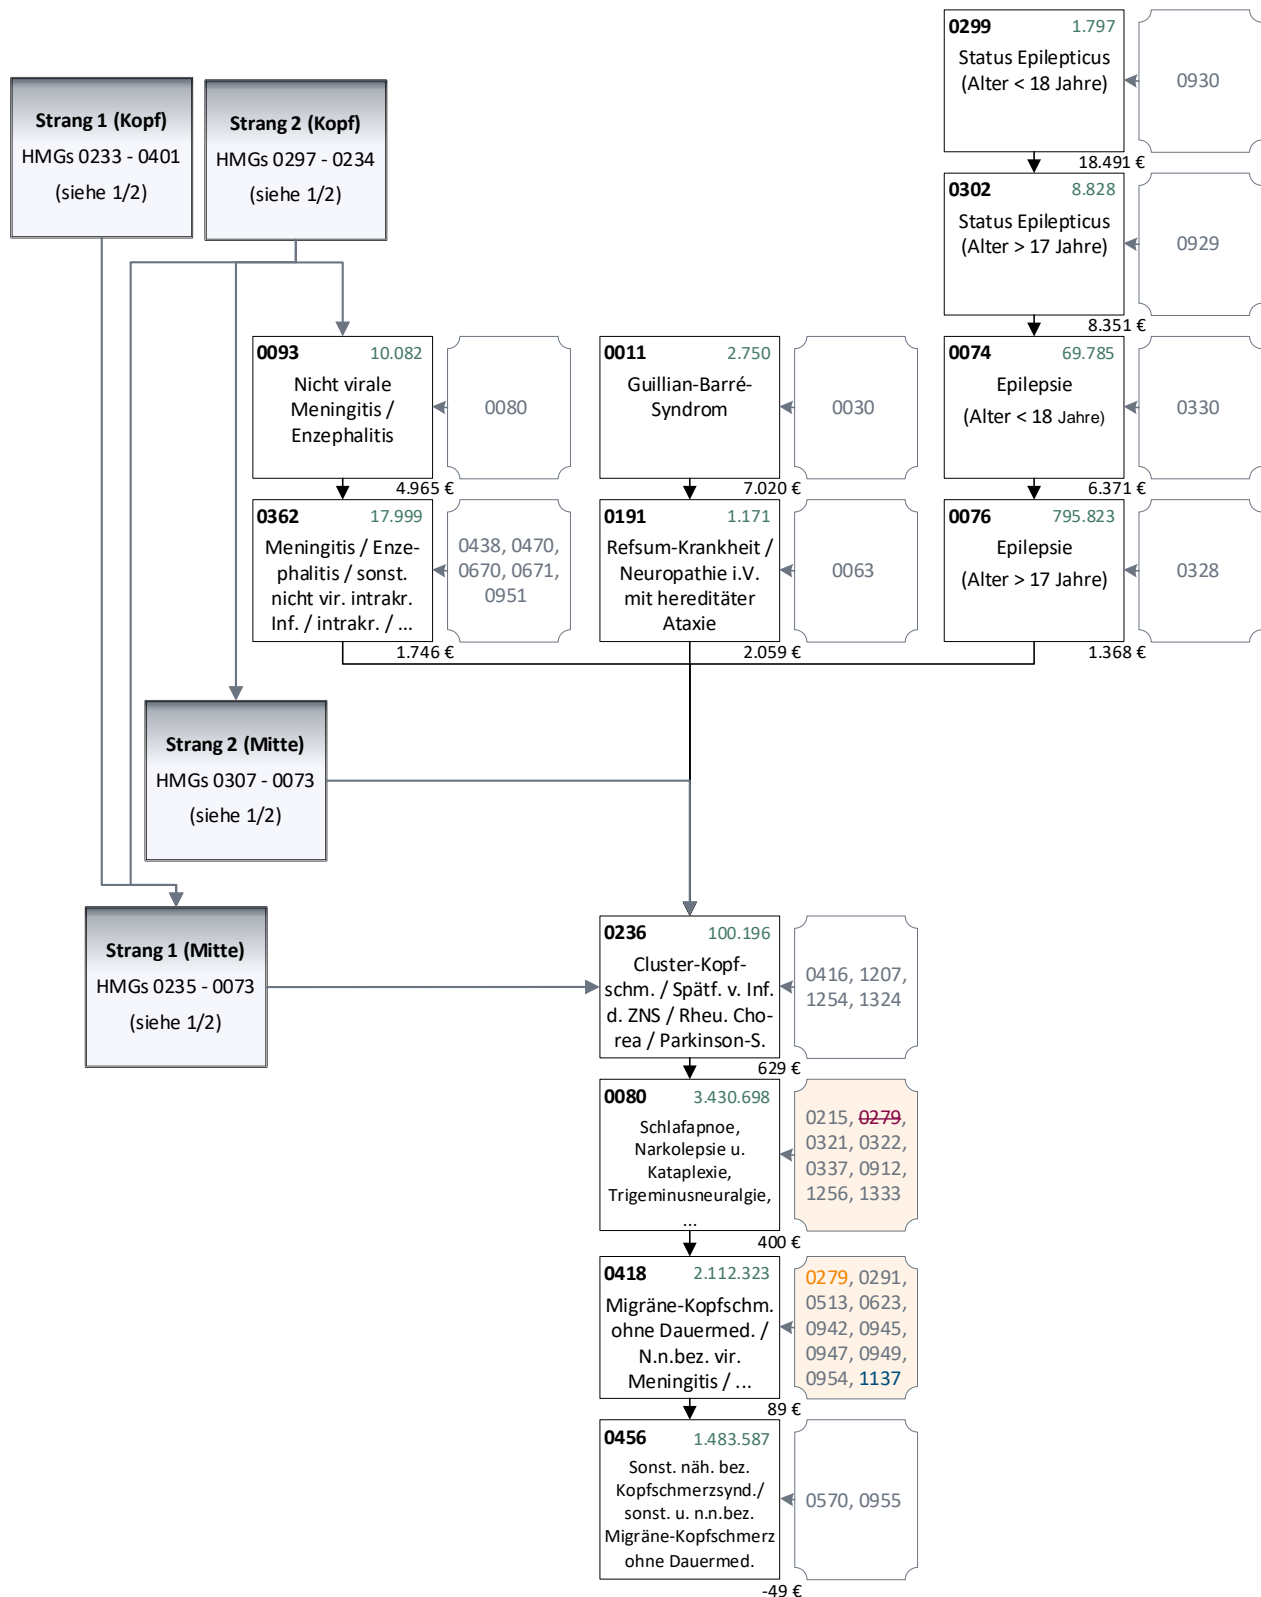 0299 1.797
Status Epilepticus
(Alter < 18 Jahre)
0930
18.491 €
Strang 1 (Kopf)
HMGs 0233 - 0401
(siehe 1/2)
Strang 2 (Kopf)
HMGs 0297 - 0234
(siehe 1/2)
0302 8.828
Status Epilepticus
(Alter > 17 Jahre)
0929
8.351 €
0093 10.082
Nicht virale
Meningitis /
Enzephalitis
0080
4.965 €
0011 2.750
Guillian-Barré-
Syndrom
0030
7.020 €
0074 69.785
Epilepsie
(Alter < 18 Jahre)
0330
6.371 €
0362 17.999
Meningitis / Enze-
phalitis / sonst.
nicht vir. intrakr.
Inf. / intrakr. / ...
0438, 0470,
0670, 0671,
0951
1.746 €
0191 1.171
Refsum-Krankheit /
Neuropathie i.V.
mit hereditäter
Ataxie
0063
2.059 €
0076 795.823
Epilepsie
(Alter > 17 Jahre)
0328
1.368 €
Strang 2 (Mitte)
HMGs 0307 - 0073
(siehe 1/2)
Strang 1 (Mitte)
HMGs 0235 - 0073
(siehe 1/2)
0236 100.196
Cluster-Kopf-
schm. / Spätf. v. Inf.
d. ZNS / Rheu. Cho-
rea / Parkinson-S.
0416, 1207,
1254, 1324
629 €
0080 3.430.698
Schlafapnoe,
Narkolepsie u.
Kataplexie,
Trigeminusneuralgie,
...
0215, 0279,
0321, 0322,
0337, 0912,
1256, 1333
400 €
0418 2.112.323
Migräne-Kopfschm.
ohne Dauermed. /
N.n.bez. vir.
Meningitis / ...
0279, 0291,
0513, 0623,
0942, 0945,
0947, 0949,
0954, 1137
89 €
0456 1.483.587
Sonst. näh. bez.
Kopfschmerzsynd./
sonst. u. n.n.bez.
Migräne-Kopfschmerz
ohne Dauermed.
0570, 0955
-49 €